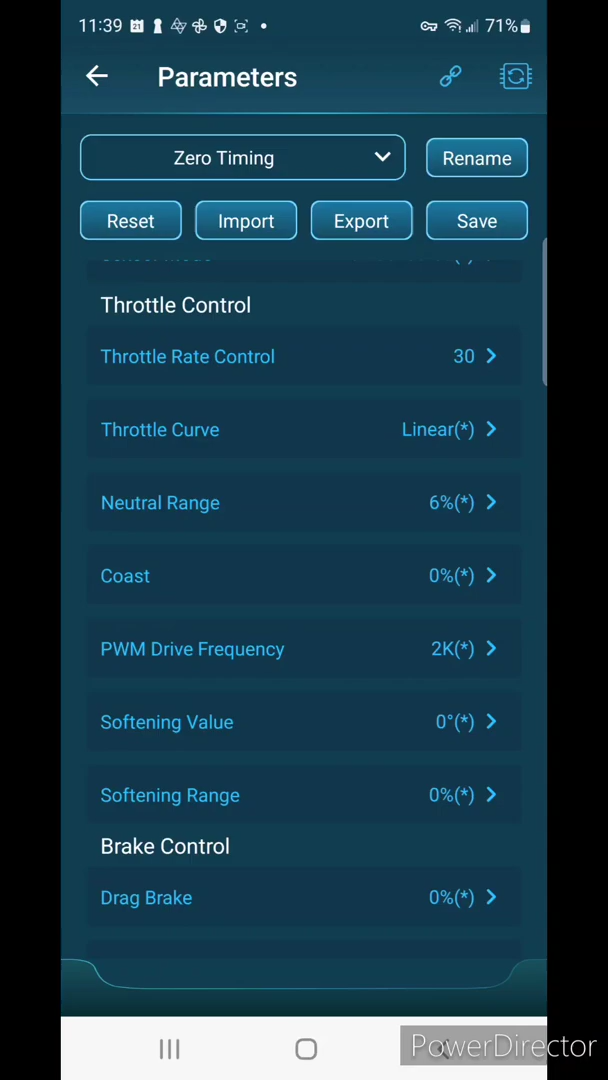 11:39 71%
Parameters
Zero Timing Rename
Reset Import Export Save
Throttle Control
Throttle Rate Control 30
Throttle Curve Linear(*)
Neutral Range 6%(*)
Coast 0%(*)
PWM Drive Frequency 2K(*)
Softening Value 0°(*)
Softening Range 0%(*)
Brake Control
Drag Brake 0%(*)
PowerDirector